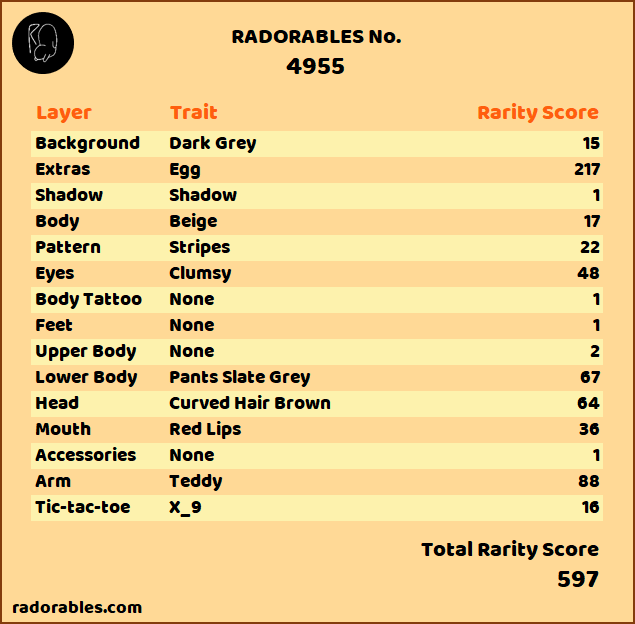 RADORABLES No.
4955
Layer Trait Rarity Score
Background Dark Grey 15
Extras Egg 217
Shadow Shadow 1
Body Beige 17
Pattern Stripes 22
Eyes Clumsy 48
Body Tattoo None 1
Feet None 1
Upper Body None 2
Lower Body Pants Slate Grey 67
Head Curved Hair Brown 64
Mouth Red Lips 36
Accessories None 1
Arm Teddy 88
Tic-tac-toe X_9 16
Total Rarity Score
597
radorables.com